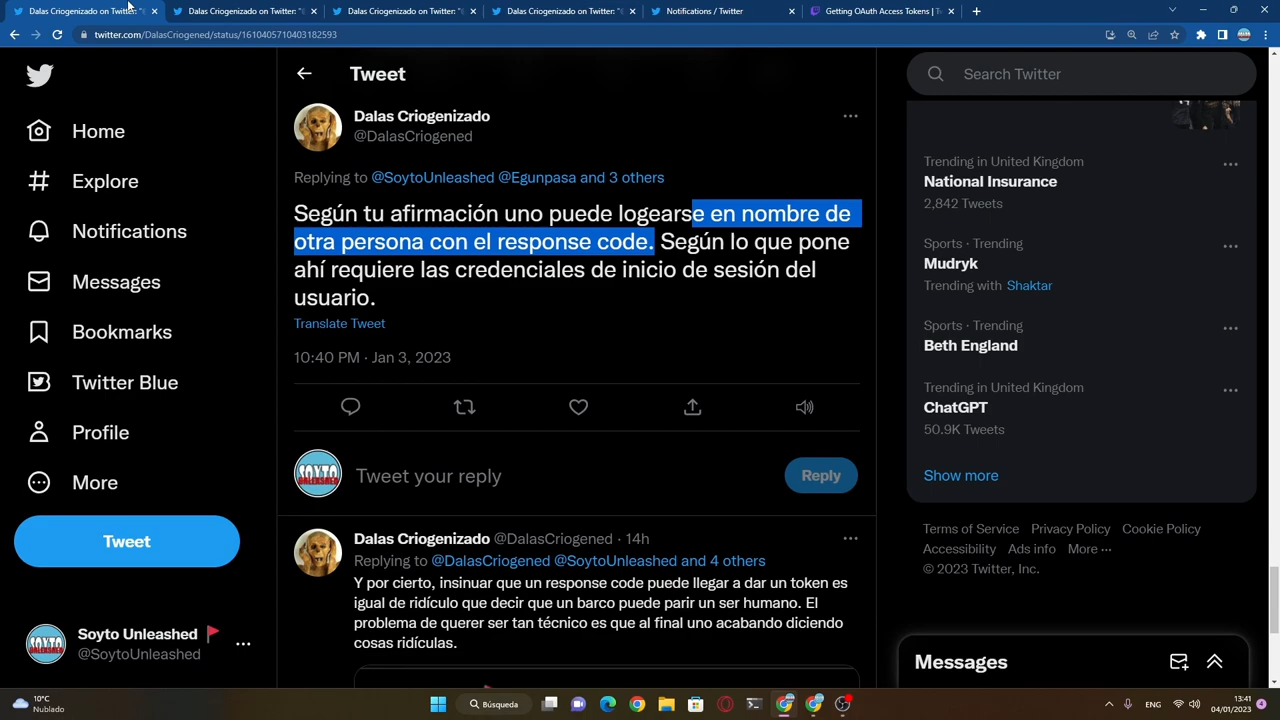 Dalas Criogenizado on Twitter: "
Dalas Criogenizado on Twitter: "E
Dalas Criogenizado on Twitter: "
Dalas Criogenizado on Twitter: "E
Notifications / Twitter
Getting OAuth Access Tokens | T
twitter.com/DalasCriogened/status/1610405710403182593
Tweet
Search Twitter
Home
Explore
Notifications
Messages
Bookmarks
Twitter Blue
Profile
More
Tweet
Soyto Unleashed
@SoytoUnleashed
Dalas Criogenizado
@DalasCriogened
Replying to @SoytoUnleashed @Egunpasa and 3 others
Según tu afirmación uno puede logearse en nombre de
otra persona con el response code. Según lo que pone
ahí requiere las credenciales de inicio de sesión del
usuario.
Translate Tweet
10:40 PM · Jan 3, 2023
SOYTO
UNLEASHED
Tweet your reply
Reply
Dalas Criogenizado @DalasCriogened · 14h
Replying to @DalasCriogened @SoytoUnleashed and 4 others
Y por cierto, insinuar que un response code puede llegar a dar un token es
igual de ridículo que decir que un barco puede parir un ser humano. El
problema de querer ser tan técnico es que al final uno acabando diciendo
cosas ridículas.
Trending in United Kingdom
National Insurance
2,842 Tweets
Sports · Trending
Mudryk
Trending with Shaktar
Sports · Trending
Beth England
Trending in United Kingdom
ChatGPT
50.9K Tweets
Show more
Terms of Service Privacy Policy Cookie Policy
Accessibility Ads info More ···
© 2023 Twitter, Inc.
Messages
10°C
Nublado
Búsqueda
ENG
13:41
04/01/2023
4